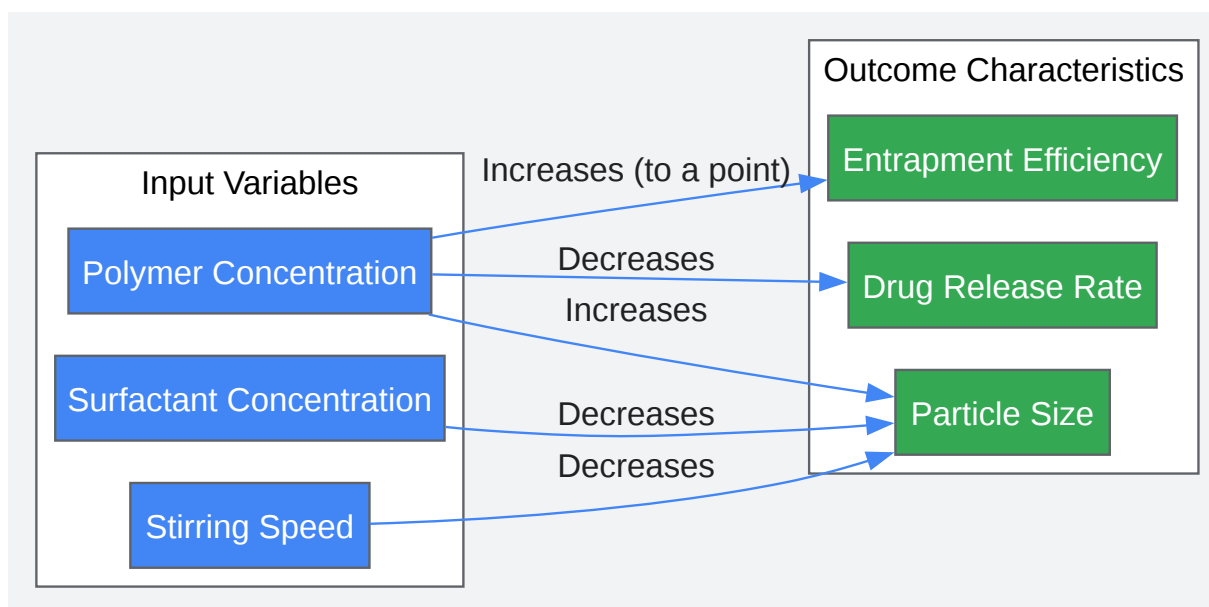 Input Variables
Polymer Concentration
Surfactant Concentration
Stirring Speed
Increases (to a point)
Decreases
Increases
Decreases
Decreases
Outcome Characteristics
Entrapment Efficiency
Drug Release Rate
Particle Size